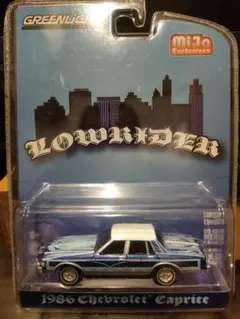 GREENLIGHT
MiJo
Exclusives
LOWRIDER
1986 Chevrolet Caprice